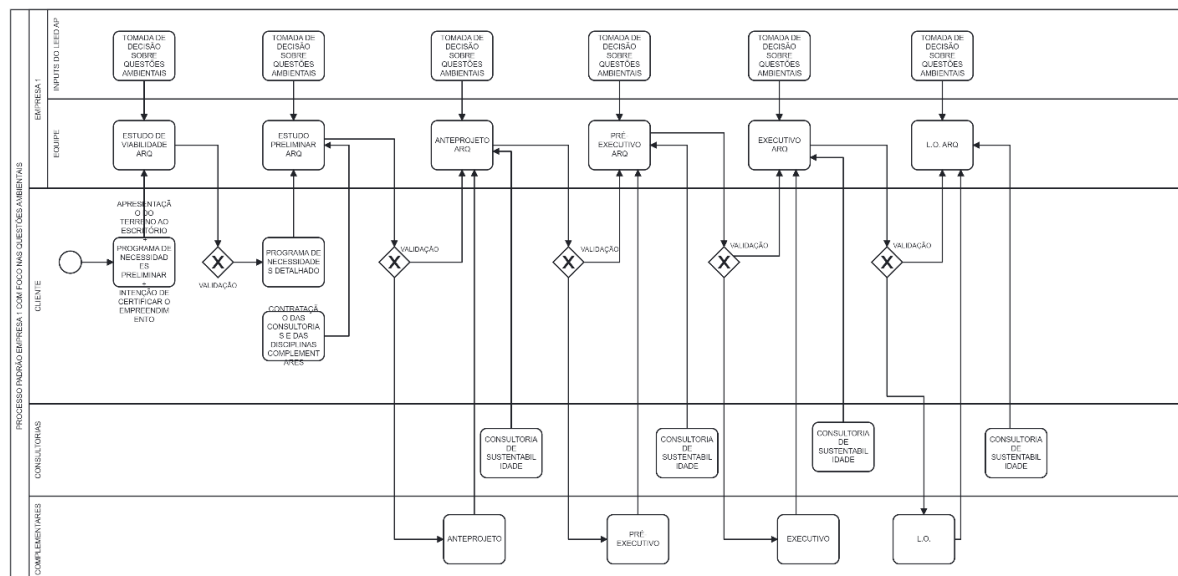 PROCESSO PADRÃO EMPRESA 1 COM FOCO NAS QUESTÕES AMBIENTAIS
EMPRESA 1
INPUTS DO LEED AP
TOMADA DE
DECISÃO
SOBRE
QUESTÕES
AMBIENTAIS
TOMADA DE
DECISÃO
SOBRE
QUESTÕES
AMBIENTAIS
TOMADA DE
DECISÃO
SOBRE
QUESTÕES
AMBIENTAIS
TOMADA DE
DECISÃO
SOBRE
QUESTÕES
AMBIENTAIS
TOMADA DE
DECISÃO
SOBRE
QUESTÕES
AMBIENTAIS
TOMADA DE
DECISÃO
SOBRE
QUESTÕES
AMBIENTAIS
EQUIPE
ESTUDO DE
VIABILIDADE
ARQ
ESTUDO
PRELIMINAR
ARQ
ANTEPROJETO
ARQ
PRÉ
EXECUTIVO
ARQ
EXECUTIVO
ARQ
L.O. ARQ
CLIENTE
APRESENTAÇÃ
O DO
TERRENO AO
ESCRITÓRIO
+
PROGRAMA DE
NECESSIDAD
ES
PRELIMINAR
+
INTENÇÃO DE
CERTIFICAR O
EMPREENDIM
ENTO
X
VALIDAÇÃO
PROGRAMA DE
NECESSIDADE
S DETALHADO
CONTRATAÇÃ
O DAS
CONSULTORIA
S E DAS
DISCIPLINAS
COMPLEMENT
ARES
X
VALIDAÇÃO
X
VALIDAÇÃO
X
VALIDAÇÃO
X
VALIDAÇÃO
CONSULTORIAS
CONSULTORIA
DE
SUSTENTABIL
IDADE
CONSULTORIA
DE
SUSTENTABIL
IDADE
CONSULTORIA
DE
SUSTENTABIL
IDADE
CONSULTORIA
DE
SUSTENTABIL
IDADE
COMPLEMENTARES
ANTEPROJETO
PRÉ
EXECUTIVO
EXECUTIVO
L.O.